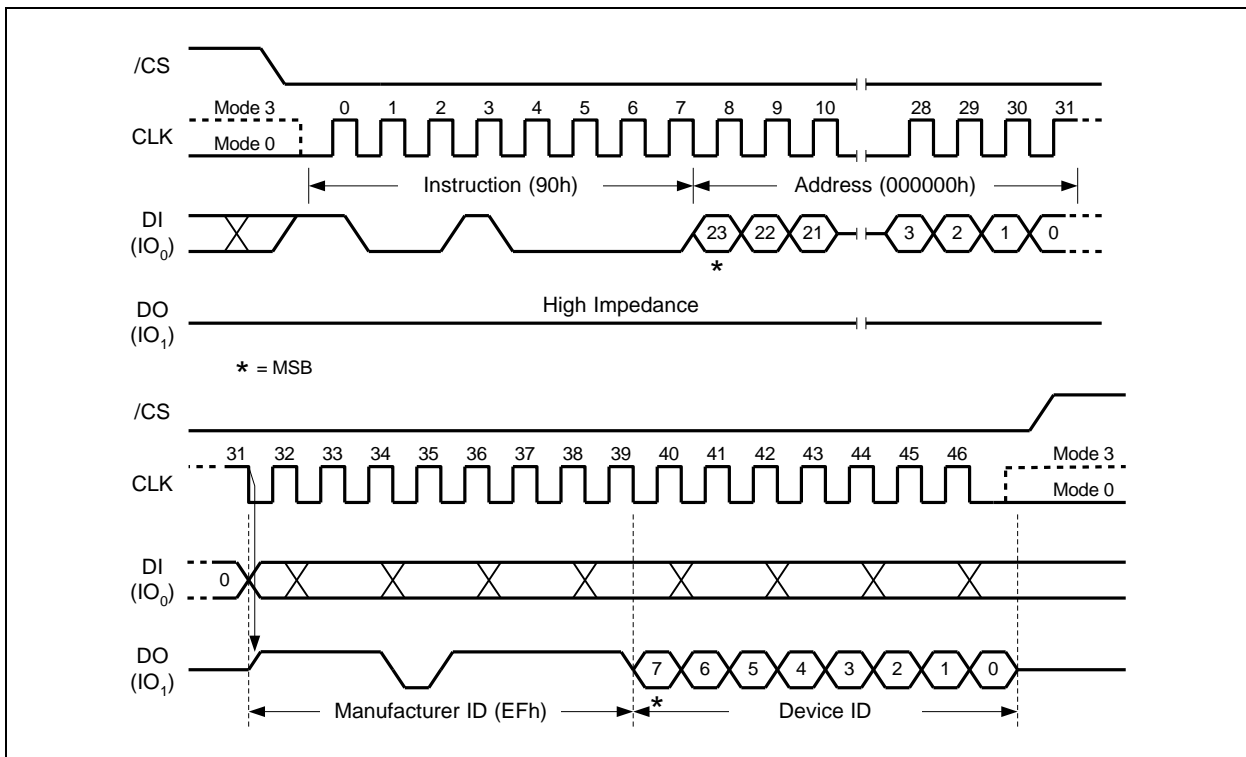 /CS
Mode 3
0 1 2 3 4 5 6 7 8 9 10 28 29 30 31
CLK
Mode 0
Instruction (90h) Address (000000h)
DI
(IO0)
23 22 21 3 2 1 0
*
High Impedance
DO
(IO1)
* = MSB
/CS
31 32 33 34 35 36 37 38 39 40 41 42 43 44 45 46
Mode 3
CLK
Mode 0
DI
(IO0)
0
DO
(IO1)
7 6 5 4 3 2 1 0
*
Manufacturer ID (EFh) Device ID